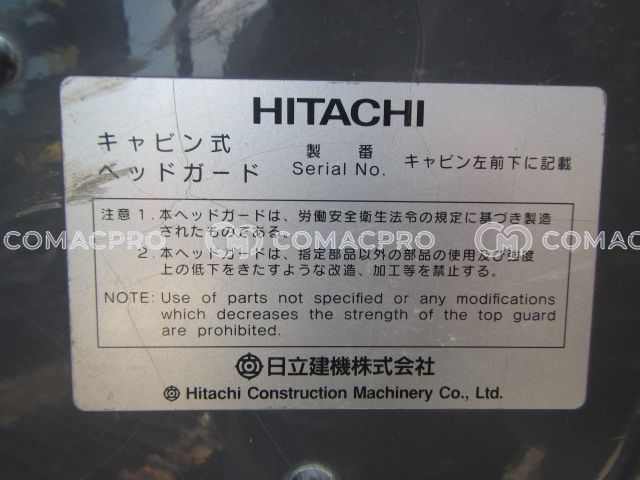 HITACHI
キャビン式
ヘッドガード
製番
Serial No.
キャビン左前下に記載
注意 1. 本ヘッドガードは、労働安全衛生法令の規定に基づき製造
されたものである。
2. 本ヘッドガードは、指定部品以外の部品の使用及び強度
上の低下をきたすような改造、加工等を禁止する。
NOTE: Use of parts not specified or any modifications
which decreases the strength of the top guard
are prohibited.
日立建機株式会社
Hitachi Construction Machinery Co., Ltd.
COMACPRO
COMACPRO
COMACPRO